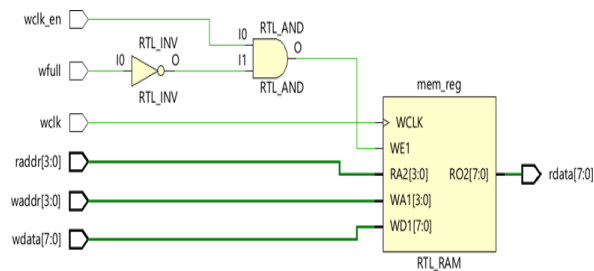 wclk_en
I0
RTL_AND
O
I1
RTL_AND
RTL_INV
wfull
I0
O
RTL_INV
mem_reg
wclk
WCLK
WE1
raddr[3:0]
RA2[3:0]
RO2[7:0]
rdata[7:0]
waddr[3:0]
WA1[3:0]
wdata[7:0]
WD1[7:0]
RTL_RAM